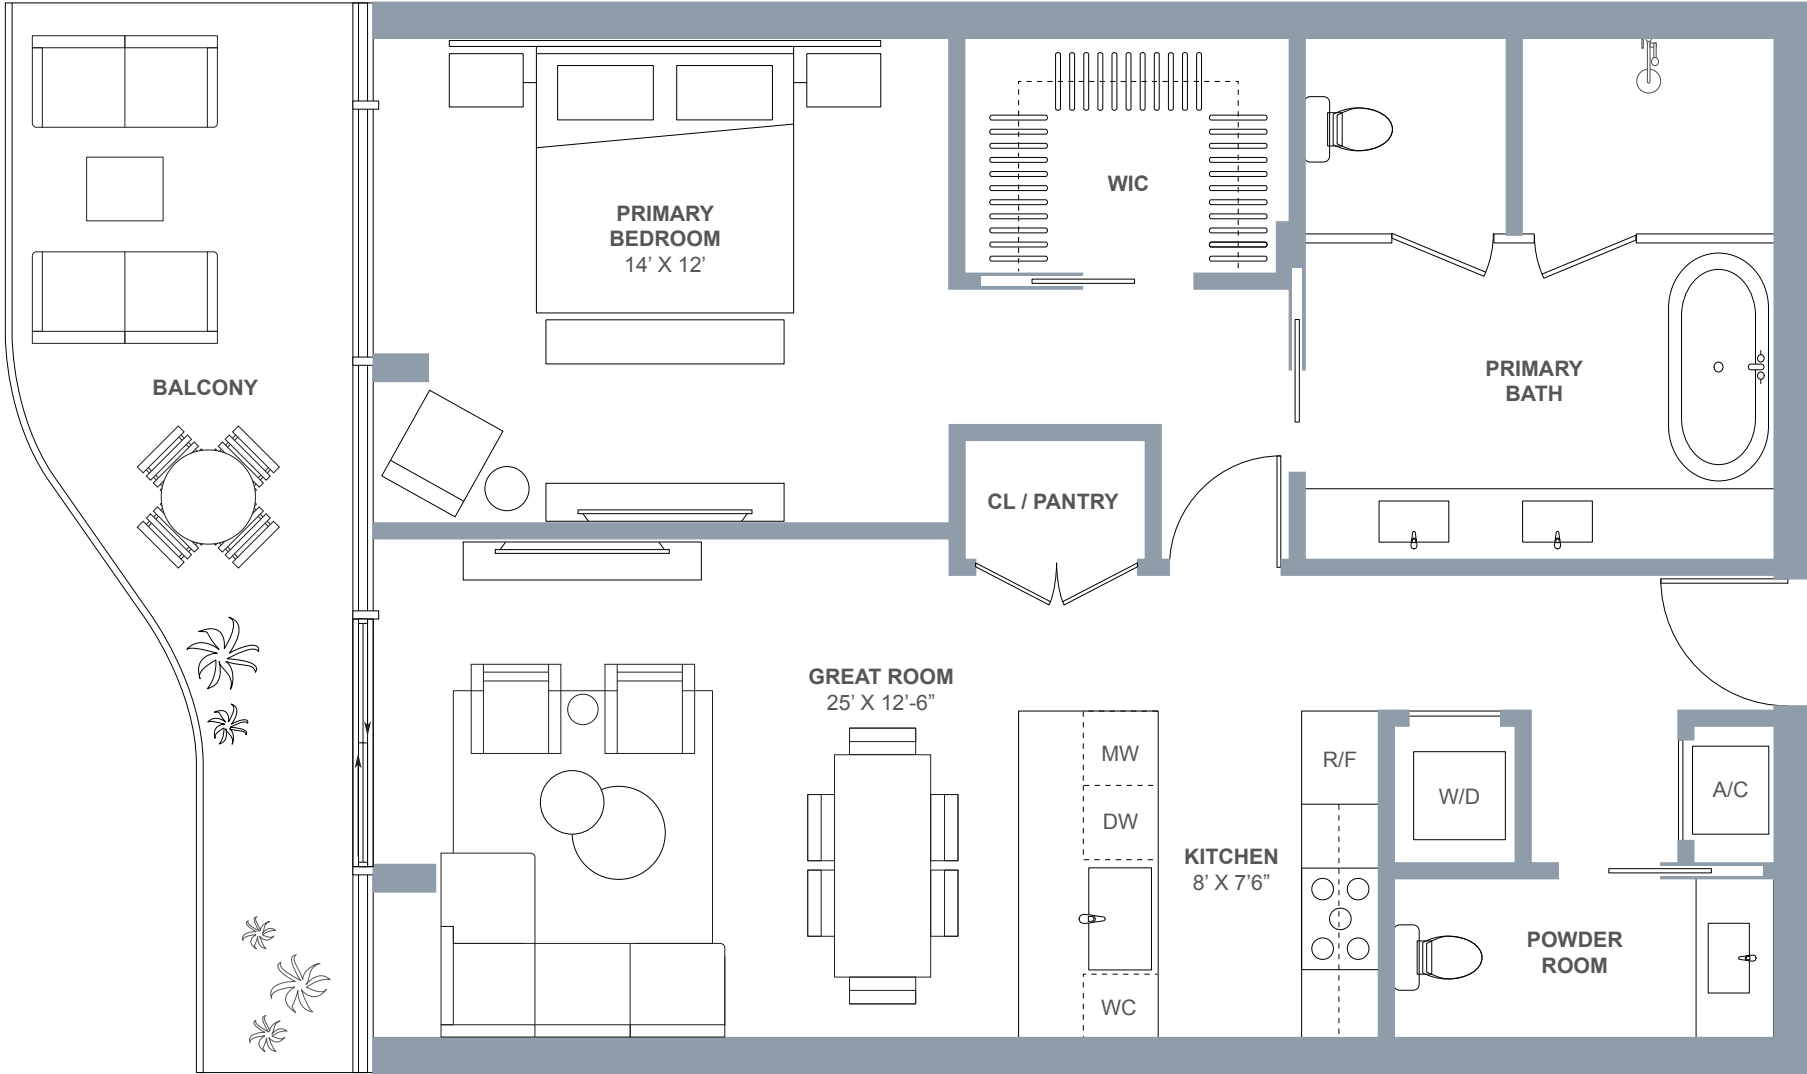 PRIMARY
BEDROOM
14’ X 12’
WIC
PRIMARY
BATH
BALCONY
CL / PANTRY
GREAT ROOM
25’ X 12’-6”
MW
DW
WC
KITCHEN
8’ X 7’6”
R/F
W/D
A/C
POWDER
ROOM